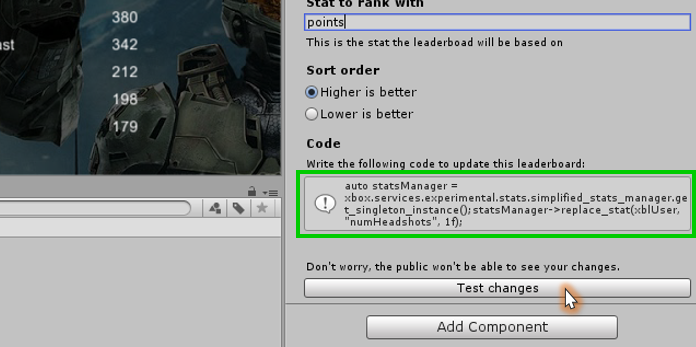 380
ast
342
212
198
179
Stat to rank with
points
This is the stat the leaderboad will be based on
Sort order
Higher is better
Lower is better
Code
Write the following code to update this leaderboard:
auto statsManager =
xbox.services.experimental.stats.simplified_stats_manager.ge
t_singleton_instance();statsManager->replace_stat(xblUser,
"numHeadshots", 1f);
Don't worry, the public won't be able to see your changes.
Test changes
Add Component